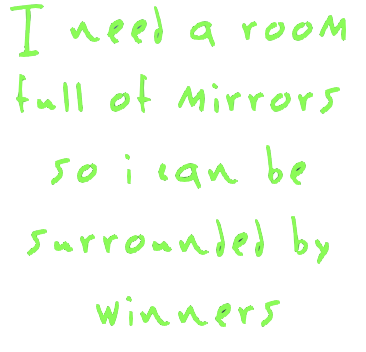 I need a room
full of mirrors
so i can be
surrounded by
winners